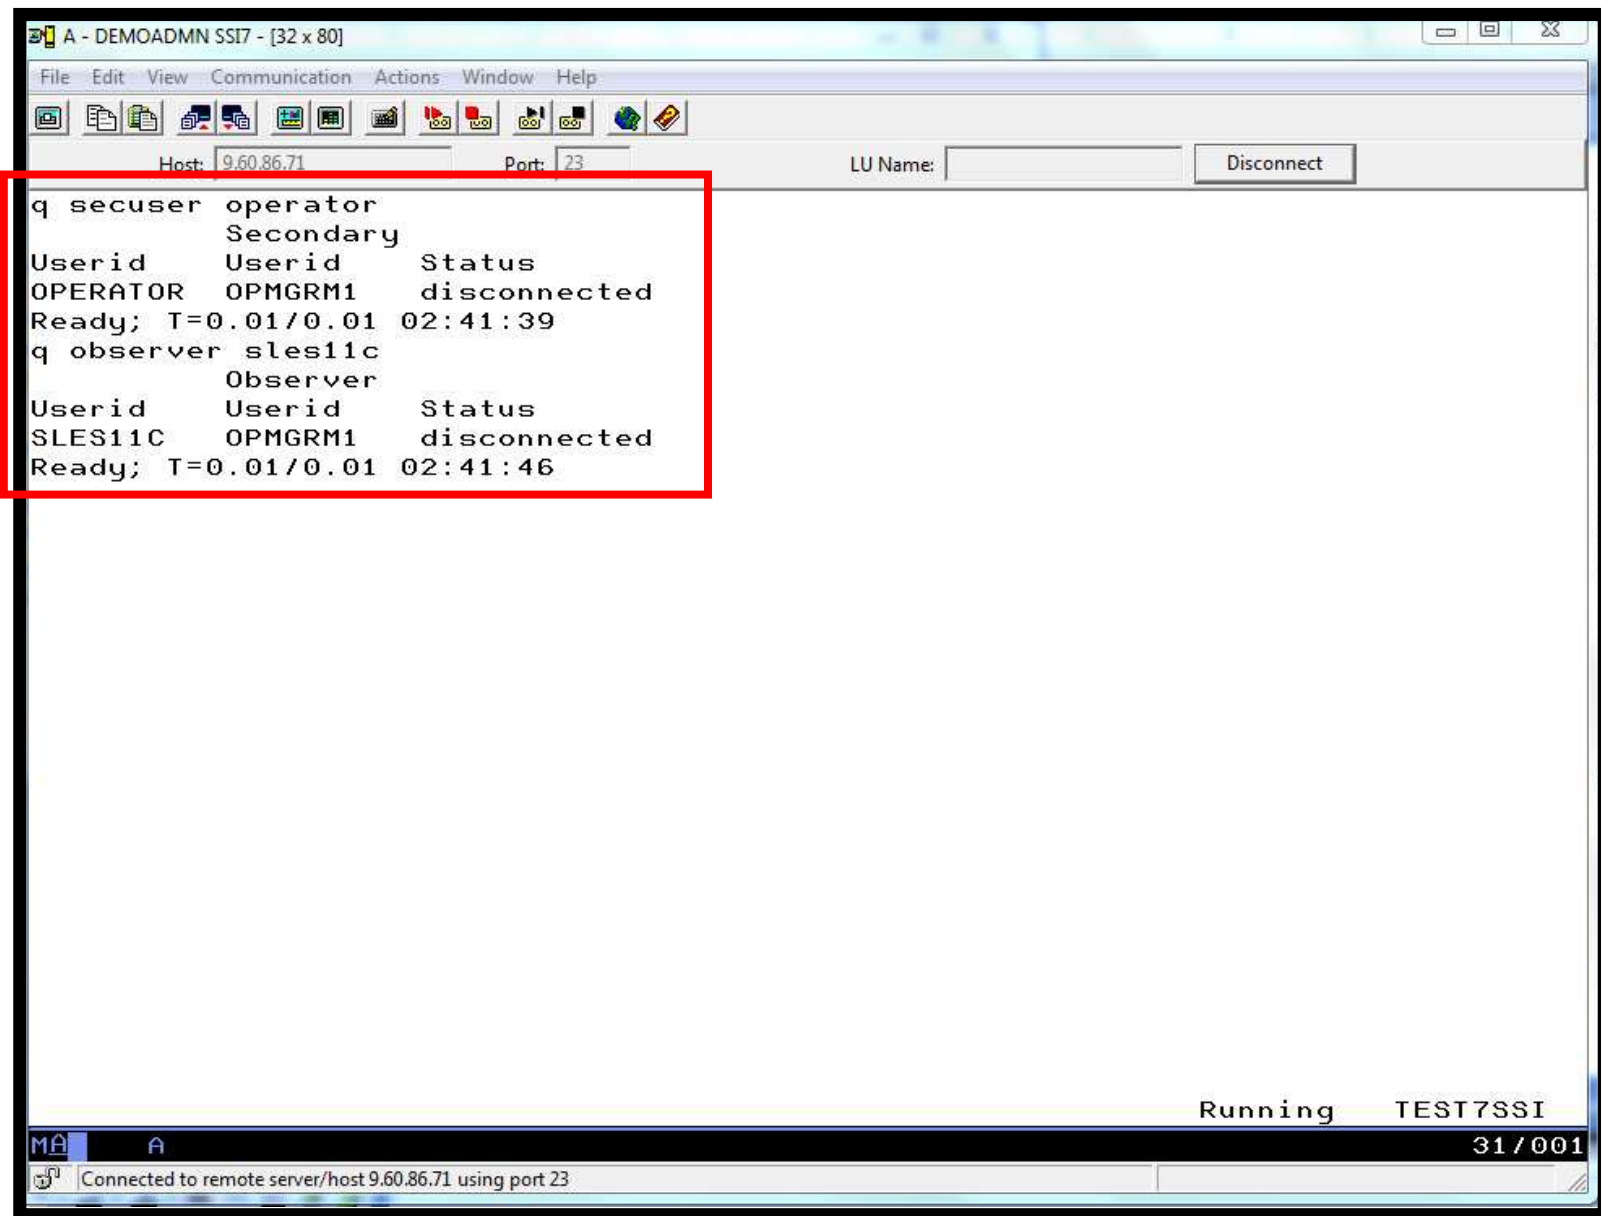 A - DEMOADMN SSI7 - [32 x 80]
File Edit View Communication Actions Window Help
Host: 9.60.86.71 Port: 23 LU Name: Disconnect
q secuser operator
Secondary
Userid Userid Status
OPERATOR OPMGRM1 disconnected
Ready; T=0.01/0.01 02:41:39
q observer sles11c
Observer
Userid Userid Status
SLES11C OPMGRM1 disconnected
Ready; T=0.01/0.01 02:41:46
Running TEST7SSI
MA A 31/001
Connected to remote server/host 9.60.86.71 using port 23